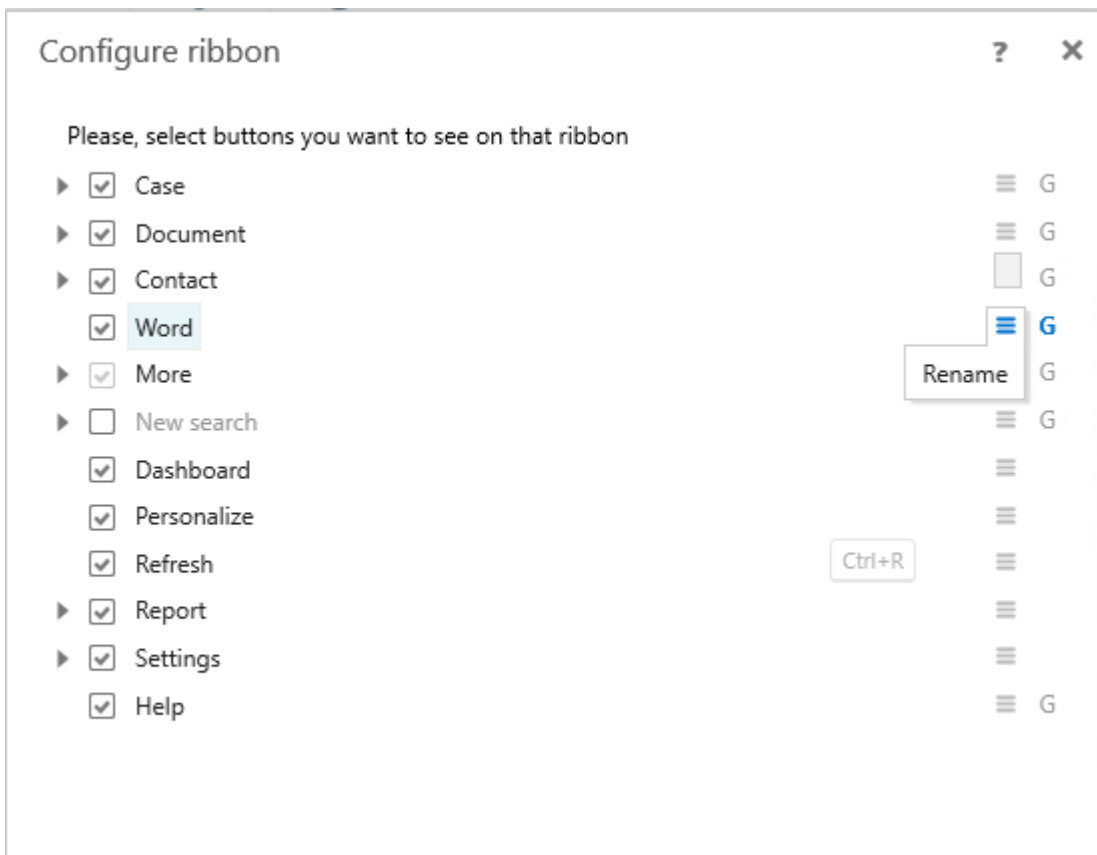 Configure ribbon ?
Please, select buttons you want to see on that ribbon
Case G
Document G
Contact G
Word G
Rename
More G
New search G
Dashboard
Personalize
Refresh Ctrl+R
Report
Settings
Help G